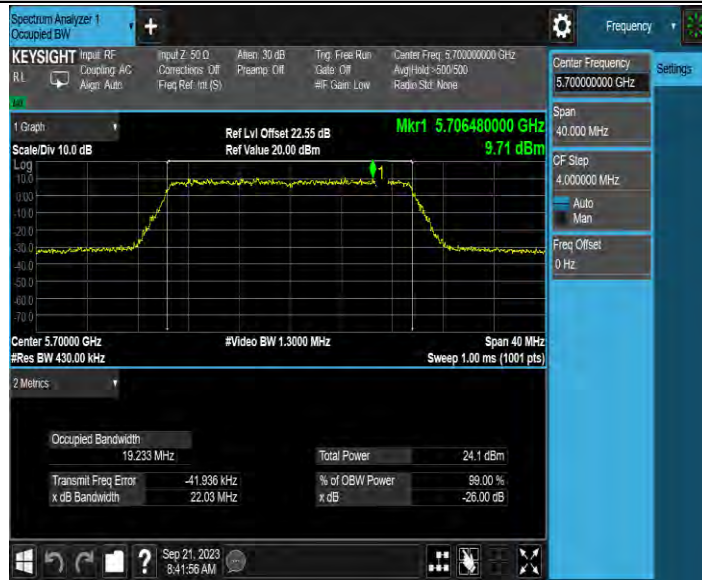 Spectrum Analyzer 1
Occupied BW
+
Frequency
KEYSIGHT
Input: RF
Coupling: AC
Align: Auto
Input Z: 50 Ω
Corrections: Off
Freq Ref: Int (S)
Atten: 30 dB
Preamp: Off
Trig: Free Run
Gate: Off
#IF Gain: Low
Center Freq: 5.700000000 GHz
Avg|Hold:>500/500
Radio Std: None
RL
Center Frequency
5.700000000 GHz
Settings
Span
40.000 MHz
CF Step
4.000000 MHz
Auto
Man
Freq Offset
0 Hz
1 Graph
Scale/Div 10.0 dB
Ref Lvl Offset 22.55 dB
Ref Value 20.00 dBm
Mkr1 5.706480000 GHz
9.71 dBm
Log
10.0
0.00
-10.0
-20.0
-30.0
-40.0
-50.0
-60.0
-70.0
1
Center 5.70000 GHz
#Video BW 1.3000 MHz
Span 40 MHz
#Res BW 430.00 kHz
Sweep 1.00 ms (1001 pts)
2 Metrics
Occupied Bandwidth
19.233 MHz
Total Power 24.1 dBm
Transmit Freq Error -41.936 kHz
% of OBW Power 99.00 %
x dB Bandwidth 22.03 MHz
x dB -26.00 dB
?
Sep 21, 2023
8:41:56 AM